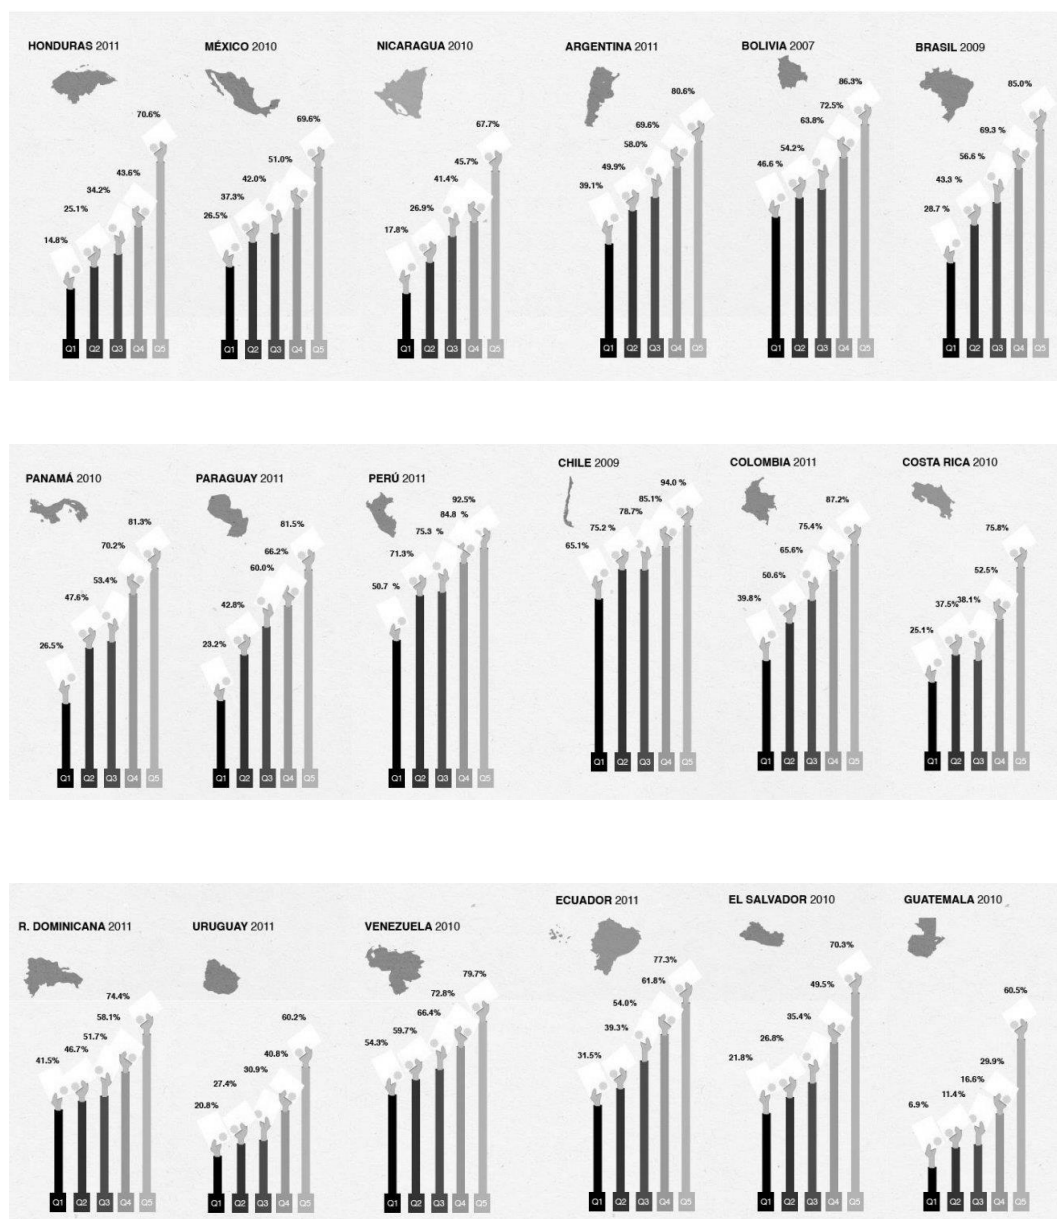 HONDURAS 2011
14.8%
25.1%
34.2%
43.6%
70.6%
Q1 Q2 Q3 Q4 Q5
MÉXICO 2010
26.5%
37.3%
42.0%
51.0%
69.6%
Q1 Q2 Q3 Q4 Q5
NICARAGUA 2010
17.8%
26.9%
41.4%
45.7%
67.7%
Q1 Q2 Q3 Q4 Q5
ARGENTINA 2011
39.1%
49.9%
58.0%
69.6%
80.6%
Q1 Q2 Q3 Q4 Q5
BOLIVIA 2007
46.6%
54.2%
63.8%
72.5%
86.3%
Q1 Q2 Q3 Q4 Q5
BRASIL 2009
28.7 %
43.3 %
56.6 %
69.3 %
85.0%
Q1 Q2 Q3 Q4 Q5
PANAMÁ 2010
26.5%
47.6%
53.4%
70.2%
81.3%
Q1 Q2 Q3 Q4 Q5
PARAGUAY 2011
23.2%
42.8%
60.0%
66.2%
81.5%
Q1 Q2 Q3 Q4 Q5
PERÚ 2011
50.7 %
71.3%
75.3 %
84.8 %
92.5%
Q1 Q2 Q3 Q4 Q5
CHILE 2009
65.1%
75.2 %
78.7%
85.1%
94.0 %
Q1 Q2 Q3 Q4 Q5
COLOMBIA 2011
39.8%
50.6%
65.6%
75.4%
87.2%
Q1 Q2 Q3 Q4 Q5
COSTA RICA 2010
25.1%
37.5%
38.1%
52.5%
75.8%
Q1 Q2 Q3 Q4 Q5
R. DOMINICANA 2011
41.5%
46.7%
51.7%
58.1%
74.4%
Q1 Q2 Q3 Q4 Q5
URUGUAY 2011
20.8%
27.4%
30.9%
40.8%
60.2%
Q1 Q2 Q3 Q4 Q5
VENEZUELA 2010
54.3%
59.7%
66.4%
72.8%
79.7%
Q1 Q2 Q3 Q4 Q5
ECUADOR 2011
31.5%
39.3%
54.0%
61.8%
77.3%
Q1 Q2 Q3 Q4 Q5
EL SALVADOR 2010
21.8%
26.8%
35.4%
49.5%
70.3%
Q1 Q2 Q3 Q4 Q5
GUATEMALA 2010
6.9%
11.4%
16.6%
29.9%
60.5%
Q1 Q2 Q3 Q4 Q5